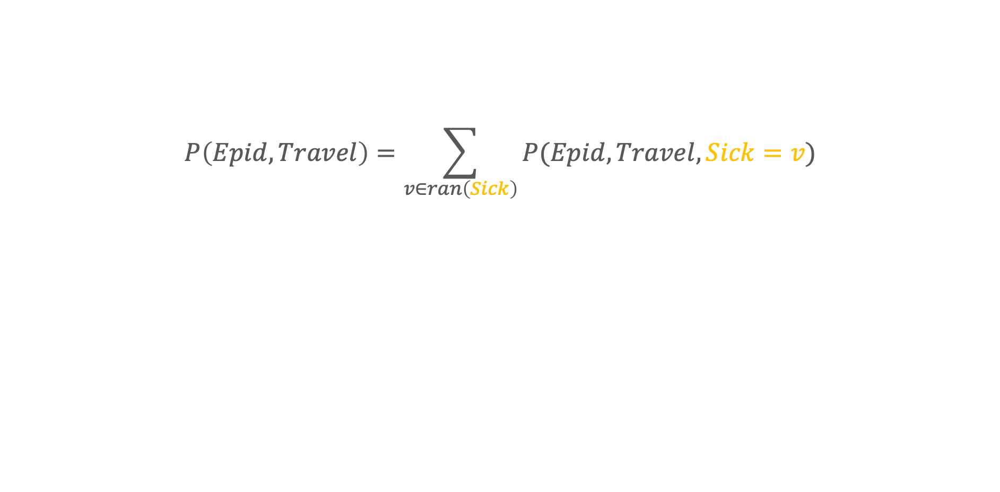 P(Epid, Travel) = ∑ P(Epid, Travel, Sick = v)
v∈ran(Sick)